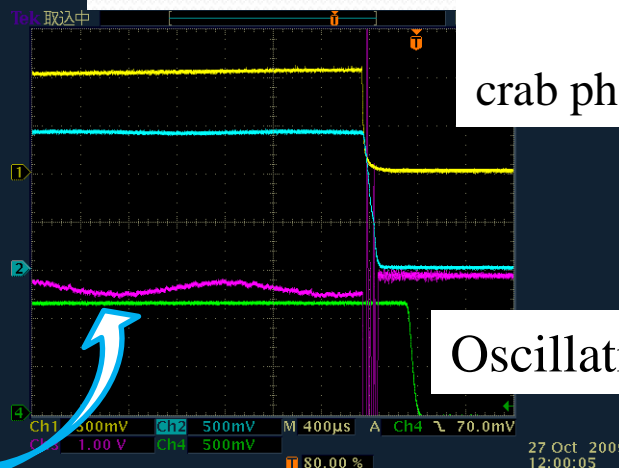 Tek 取込中
T
T
crab ph
1
2
Oscillati
4
Ch1 500mV Ch2 500mV M 400μs A Ch4 70.0mV
Ch3 1.00 V Ch4 500mV
T 80.00 %
27 Oct 2009
12:00:05